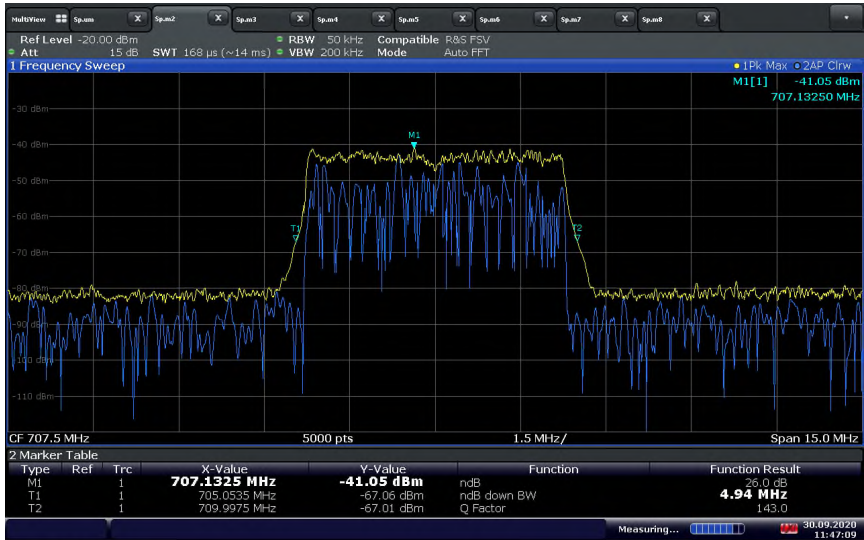 MultiView Sp.um X Sp.m2 X Sp.m3 X Sp.m4 X Sp.m5 X Sp.m6 X Sp.m7 X Sp.m8 X
Ref Level -20.00 dBm RBW 50 kHz Compatible R&S FSV
Att 15 dB SWT 168 µs (~14 ms) VBW 200 kHz Mode Auto FFT
1 Frequency Sweep 1Pk Max 2AP Clrw
M1[1] -41.05 dBm
707.13250 MHz
-30 dBm
M1
-40 dBm
-50 dBm
-60 dBm
T1 T2
-70 dBm
-80 dBm
-90 dBm
-100 dBm
-110 dBm
CF 707.5 MHz 5000 pts 1.5 MHz/ Span 15.0 MHz
2 Marker Table
Type Ref Trc X-Value Y-Value Function Function Result
M1 1 707.1325 MHz -41.05 dBm ndB 26.0 dB
T1 1 705.0535 MHz -67.06 dBm ndB down BW 4.94 MHz
T2 1 709.9975 MHz -67.01 dBm Q Factor 143.0
Measuring... 30.09.2020
11:47:09